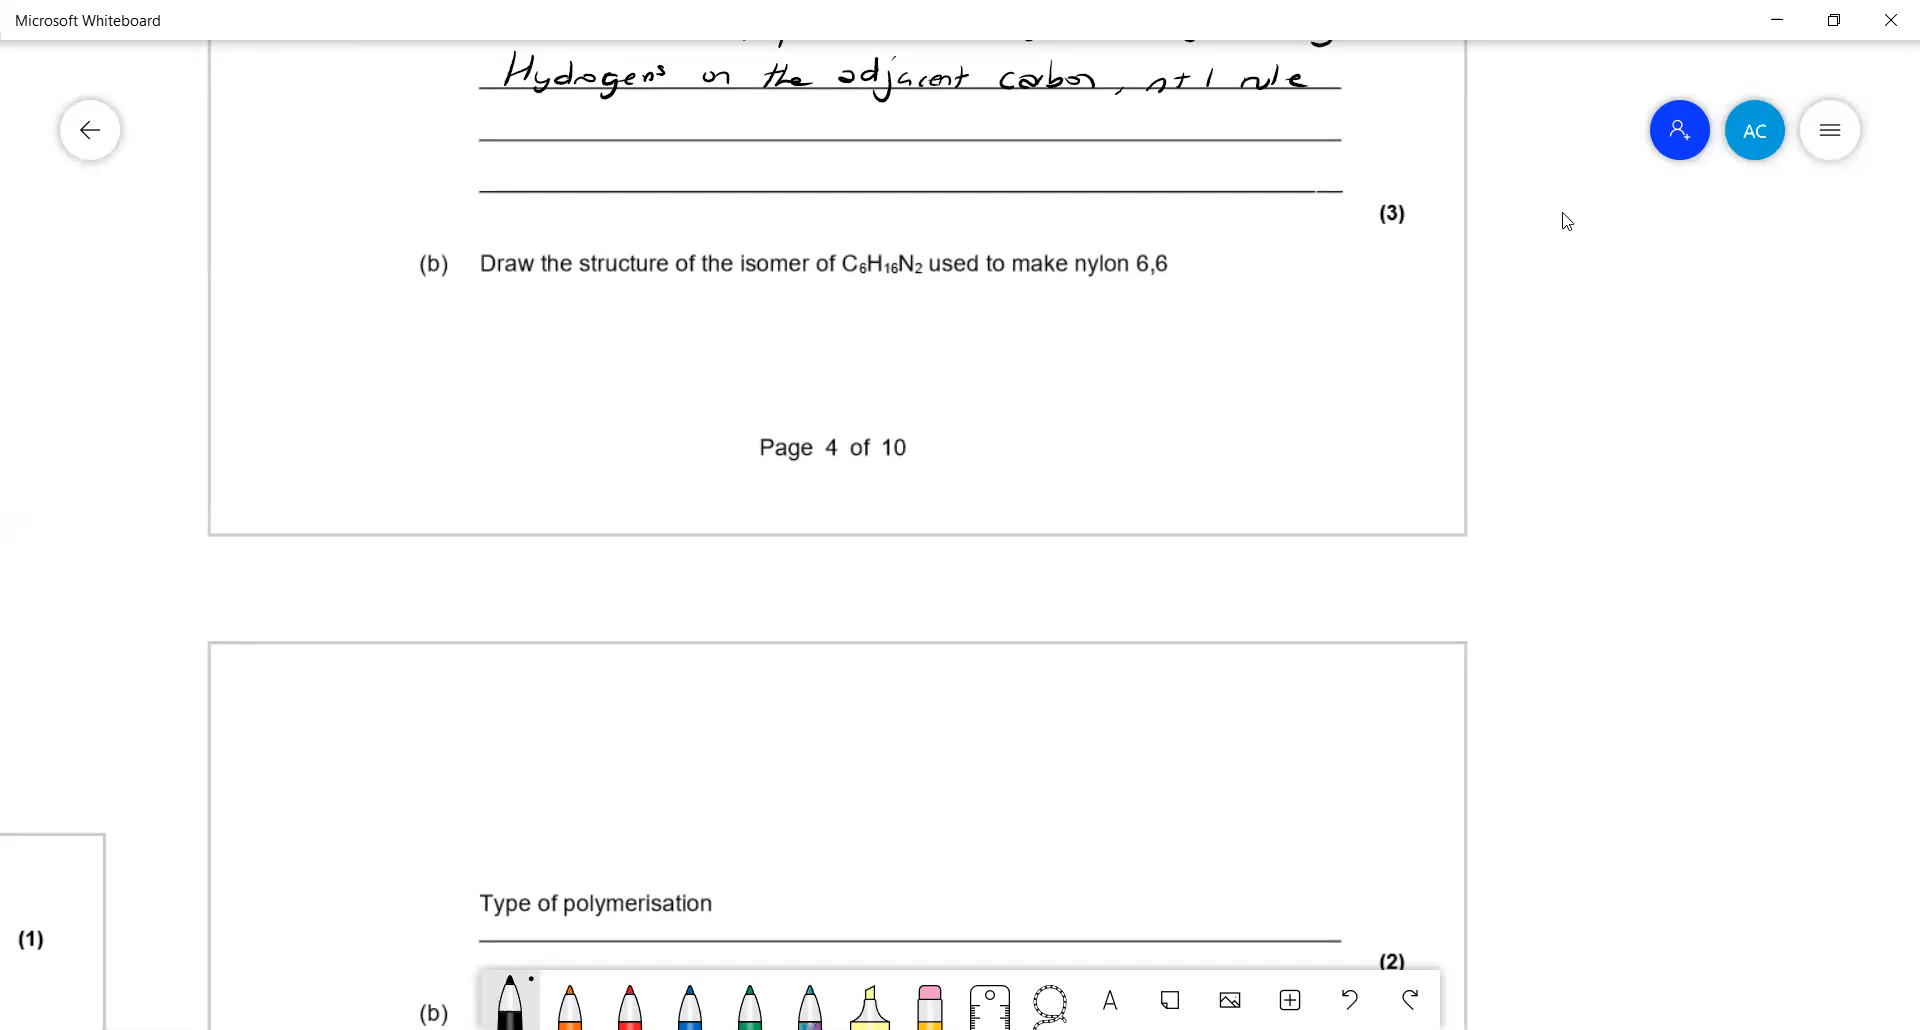 Microsoft Whiteboard
Hydrogens on the adjacent carbon, n+1 rule
AC
(3)
(b) Draw the structure of the isomer of C₆H₁₆N₂ used to make nylon 6,6
Page 4 of 10
Type of polymerisation
(1)
(2)
(b)
A